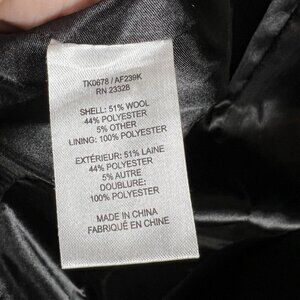 TK0678 / AF239K
RN 23328
SHELL: 51% WOOL
44% POLYESTER
5% OTHER
LINING: 100% POLYESTER
EXTÉRIEUR: 51% LAINE
44% POLYESTER
5% AUTRE
DOUBLURE:
100% POLYESTER
MADE IN CHINA
FABRIQUÉ EN CHINE